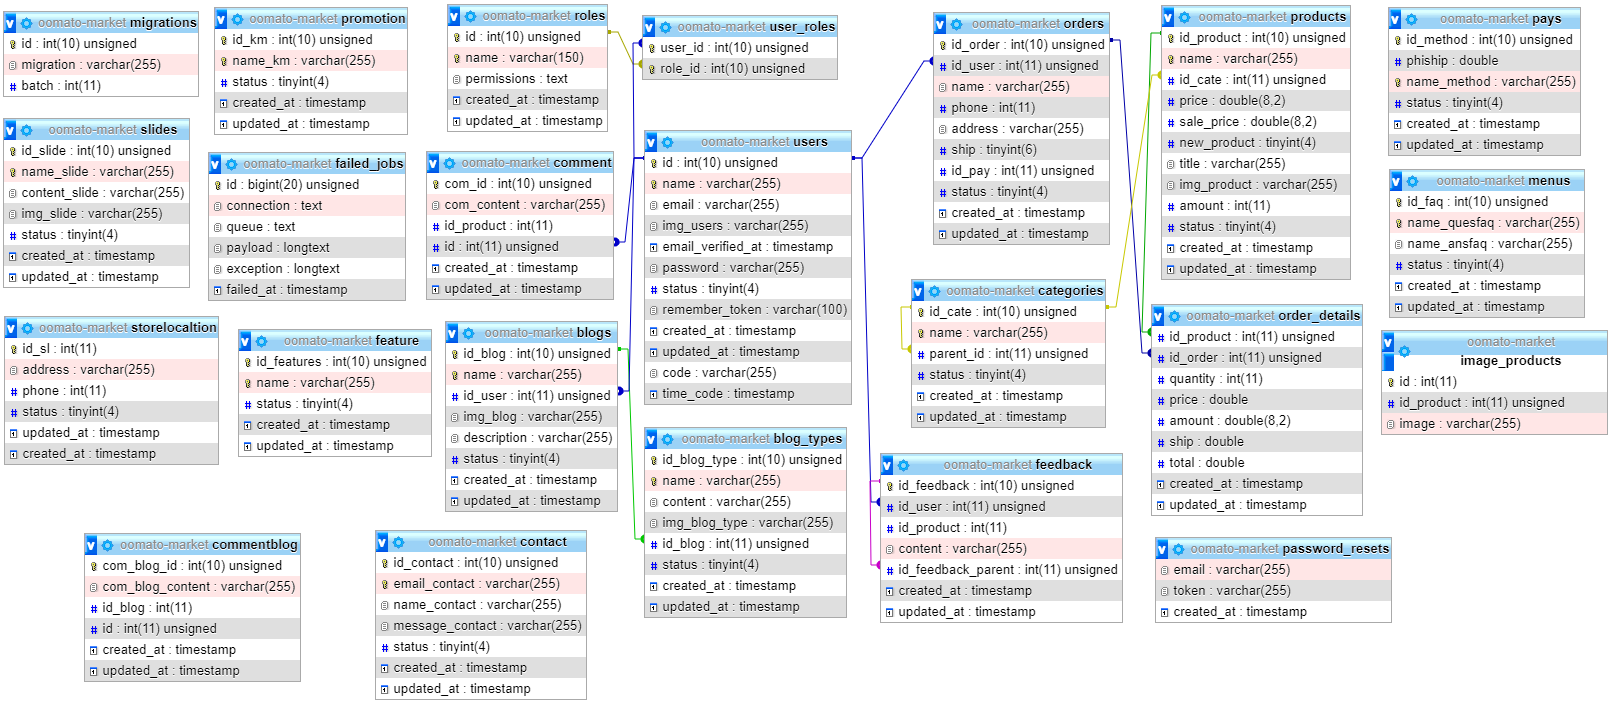 oomato-market migrations
id : int(10) unsigned
migration : varchar(255)
batch : int(11)
oomato-market promotion
id_km : int(10) unsigned
name_km : varchar(255)
status : tinyint(4)
created_at : timestamp
updated_at : timestamp
oomato-market roles
id : int(10) unsigned
name : varchar(150)
permissions : text
created_at : timestamp
updated_at : timestamp
oomato-market user_roles
user_id : int(10) unsigned
role_id : int(10) unsigned
oomato-market orders
id_order : int(10) unsigned
id_user : int(11) unsigned
name : varchar(255)
phone : int(11)
address : varchar(255)
ship : tinyint(6)
id_pay : int(11) unsigned
status : tinyint(4)
created_at : timestamp
updated_at : timestamp
oomato-market products
id_product : int(10) unsigned
name : varchar(255)
id_cate : int(11) unsigned
price : double(8,2)
sale_price : double(8,2)
new_product : tinyint(4)
title : varchar(255)
img_product : varchar(255)
amount : int(11)
status : tinyint(4)
created_at : timestamp
updated_at : timestamp
oomato-market pays
id_method : int(10) unsigned
phiship : double
name_method : varchar(255)
status : tinyint(4)
created_at : timestamp
updated_at : timestamp
oomato-market slides
id_slide : int(10) unsigned
name_slide : varchar(255)
content_slide : varchar(255)
img_slide : varchar(255)
status : tinyint(4)
created_at : timestamp
updated_at : timestamp
oomato-market failed_jobs
id : bigint(20) unsigned
connection : text
queue : text
payload : longtext
exception : longtext
failed_at : timestamp
oomato-market comment
com_id : int(10) unsigned
com_content : varchar(255)
id_product : int(11)
id : int(11) unsigned
created_at : timestamp
updated_at : timestamp
oomato-market users
id : int(10) unsigned
name : varchar(255)
email : varchar(255)
img_users : varchar(255)
email_verified_at : timestamp
password : varchar(255)
status : tinyint(4)
remember_token : varchar(100)
created_at : timestamp
updated_at : timestamp
code : varchar(255)
time_code : timestamp
oomato-market menus
id_faq : int(10) unsigned
name_quesfaq : varchar(255)
name_ansfaq : varchar(255)
status : tinyint(4)
created_at : timestamp
updated_at : timestamp
oomato-market categories
id_cate : int(10) unsigned
name : varchar(255)
parent_id : int(11) unsigned
status : tinyint(4)
created_at : timestamp
updated_at : timestamp
oomato-market order_details
id_product : int(11) unsigned
id_order : int(11) unsigned
quantity : int(11)
price : double
amount : double(8,2)
ship : double
total : double
created_at : timestamp
updated_at : timestamp
oomato-market
image_products
id : int(11)
id_product : int(11) unsigned
image : varchar(255)
oomato-market storelocaltion
id_sl : int(11)
address : varchar(255)
phone : int(11)
status : tinyint(4)
updated_at : timestamp
created_at : timestamp
oomato-market feature
id_features : int(10) unsigned
name : varchar(255)
status : tinyint(4)
created_at : timestamp
updated_at : timestamp
oomato-market blogs
id_blog : int(10) unsigned
name : varchar(255)
id_user : int(11) unsigned
img_blog : varchar(255)
description : varchar(255)
status : tinyint(4)
created_at : timestamp
updated_at : timestamp
oomato-market blog_types
id_blog_type : int(10) unsigned
name : varchar(255)
content : varchar(255)
img_blog_type : varchar(255)
id_blog : int(11) unsigned
status : tinyint(4)
created_at : timestamp
updated_at : timestamp
oomato-market feedback
id_feedback : int(10) unsigned
id_user : int(11) unsigned
id_product : int(11)
content : varchar(255)
id_feedback_parent : int(11) unsigned
created_at : timestamp
updated_at : timestamp
oomato-market commentblog
com_blog_id : int(10) unsigned
com_blog_content : varchar(255)
id_blog : int(11)
id : int(11) unsigned
created_at : timestamp
updated_at : timestamp
oomato-market contact
id_contact : int(10) unsigned
email_contact : varchar(255)
name_contact : varchar(255)
message_contact : varchar(255)
status : tinyint(4)
created_at : timestamp
updated_at : timestamp
oomato-market password_resets
email : varchar(255)
token : varchar(255)
created_at : timestamp